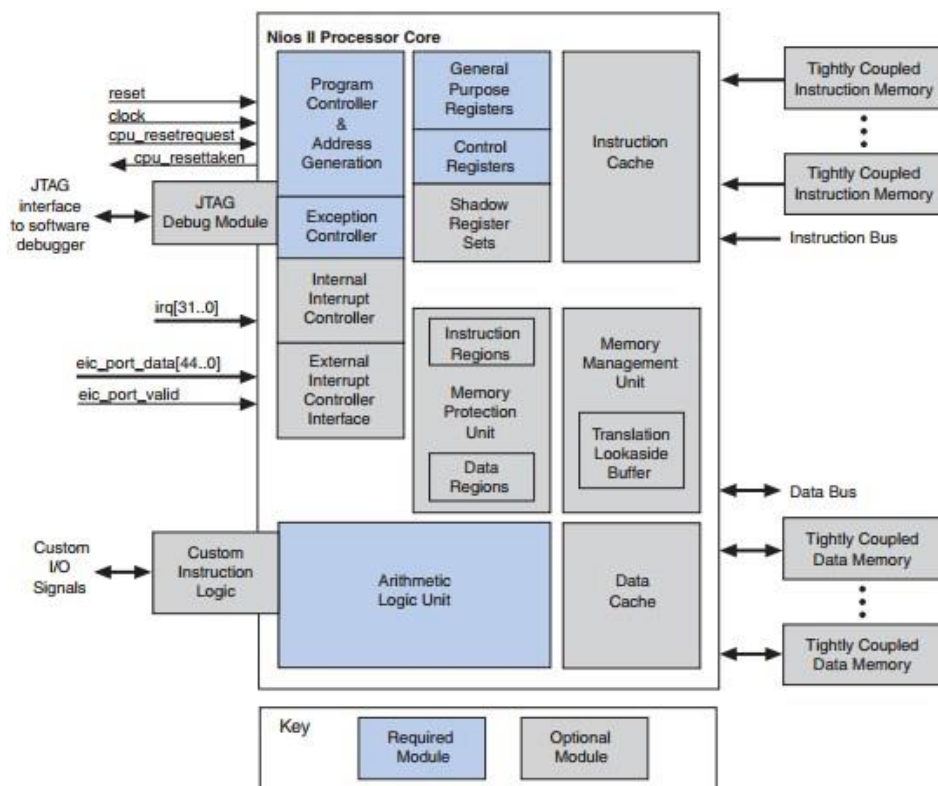 Nios II Processor Core
reset
clock
cpu_resetrequest
cpu_resettaken
JTAG
interface
to software
debugger
JTAG
Debug Module
irq[31..0]
eic_port_data[44..0]
eic_port_valid
Custom
I/O
Signals
Custom
Instruction
Logic
Program
Controller
&
Address
Generation
Exception
Controller
Internal
Interrupt
Controller
External
Interrupt
Controller
Interface
General
Purpose
Registers
Control
Registers
Shadow
Register
Sets
Instruction
Cache
Instruction
Regions
Memory
Protection
Unit
Data
Regions
Memory
Management
Unit
Translation
Lookaside
Buffer
Arithmetic
Logic Unit
Data
Cache
Tightly Coupled
Instruction Memory
Tightly Coupled
Instruction Memory
Instruction Bus
Data Bus
Tightly Coupled
Data Memory
Tightly Coupled
Data Memory
Key
Required
Module
Optional
Module